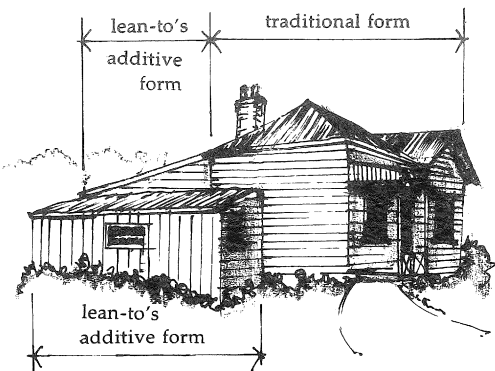 lean-to's
additive
form
traditional form
lean-to's
additive form